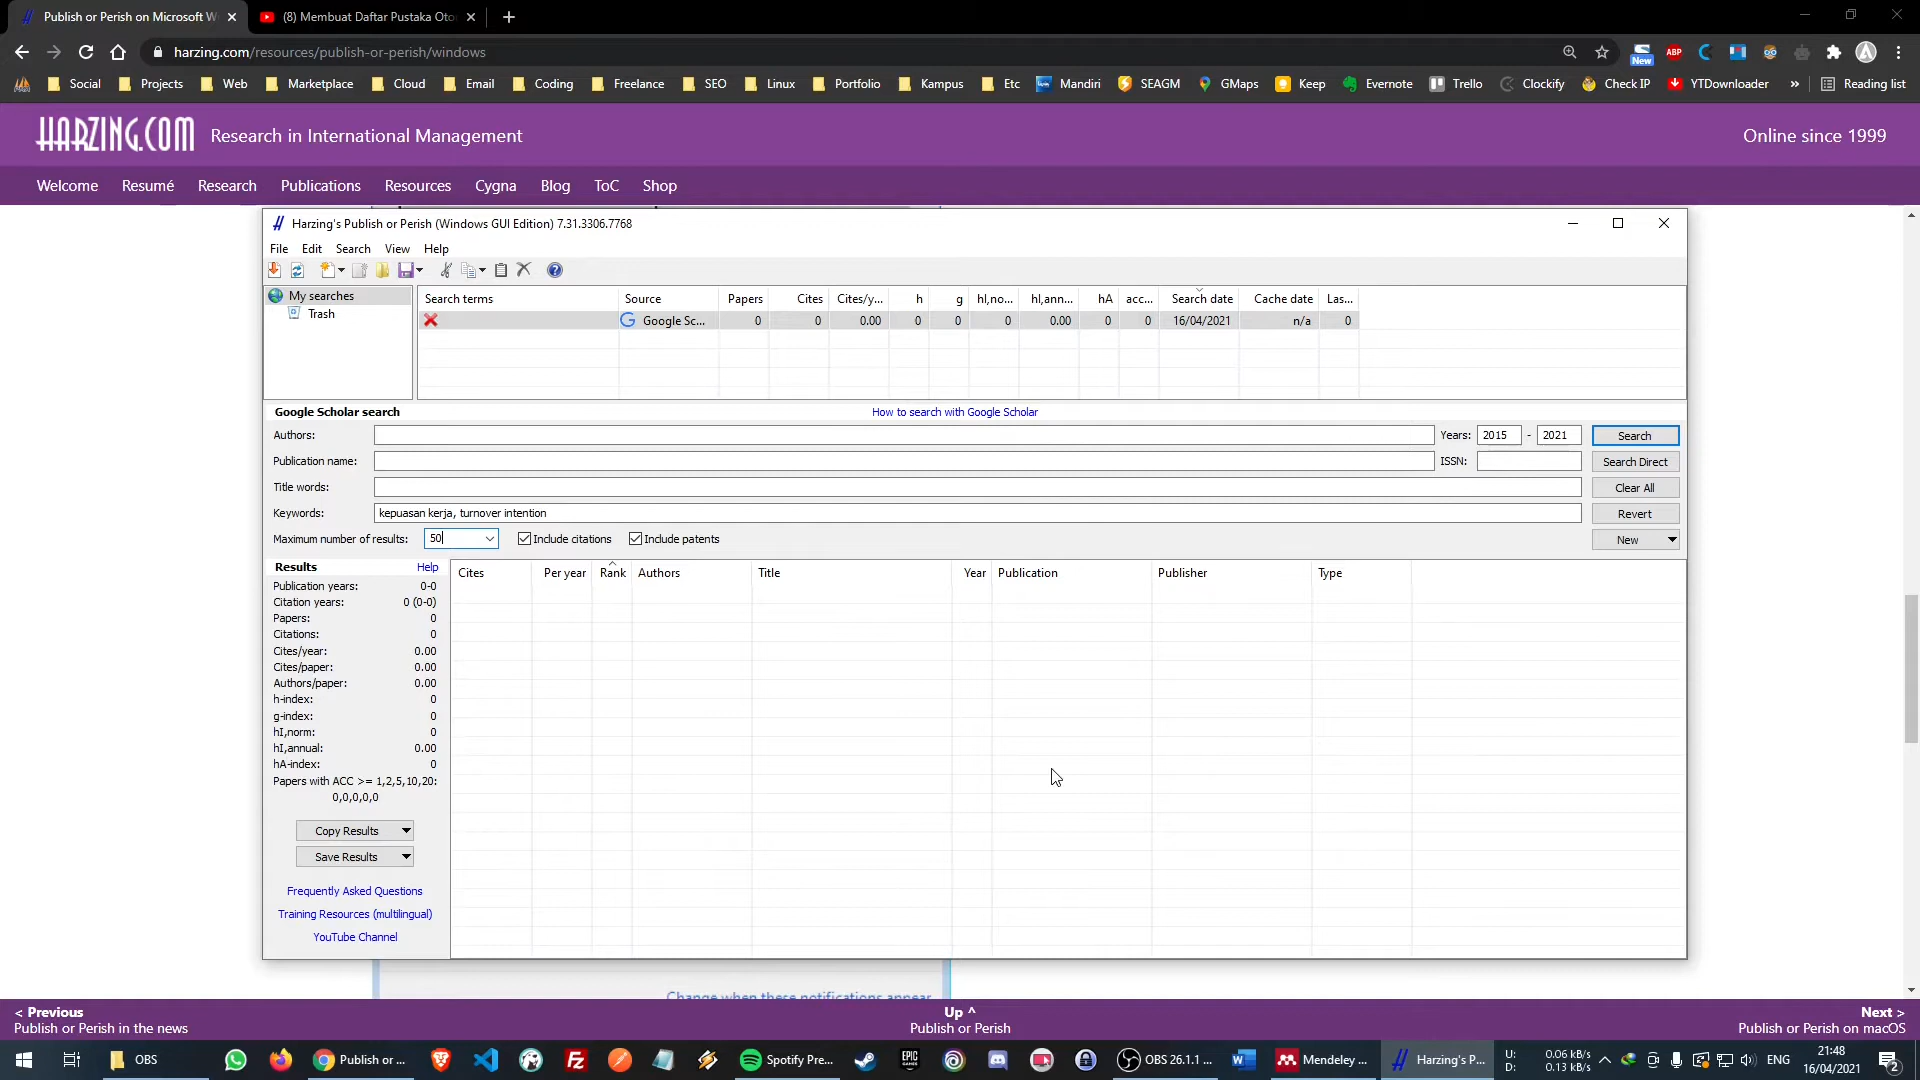 Publish or Perish on Microsoft W
(8) Membuat Daftar Pustaka Oto
harzing.com/resources/publish-or-perish/windows
New
ABP
Social
Projects
Web
Marketplace
Cloud
Email
Coding
Freelance
SEO
Linux
Portfolio
Kampus
Etc
Mandiri
SEAGM
GMaps
Keep
Evernote
Trello
Clockify
Check IP
YTDownloader
»
Reading list
HARZING.COM Research in International Management
Online since 1999
Welcome Resumé Research Publications Resources Cygna Blog ToC Shop
Harzing's Publish or Perish (Windows GUI Edition) 7.31.3306.7768
File Edit Search View Help
My searches
Trash
Search terms Source Papers Cites Cites/y... h g hI,no... hI,ann... hA acc... Search date Cache date Las...
Google Sc... 0 0 0.00 0 0 0 0.00 0 0 16/04/2021 n/a 0
Google Scholar search
How to search with Google Scholar
Authors:
Years: 2015 - 2021
Search
Publication name:
ISSN:
Search Direct
Title words:
Clear All
Keywords: kepuasan kerja, turnover intention
Revert
Maximum number of results: 50
Include citations
Include patents
New
Results Help
Publication years: 0-0
Citation years: 0 (0-0)
Papers: 0
Citations: 0
Cites/year: 0.00
Cites/paper: 0.00
Authors/paper: 0.00
h-index: 0
g-index: 0
hI,norm: 0
hI,annual: 0.00
hA-index: 0
Papers with ACC >= 1,2,5,10,20:
0,0,0,0,0
Copy Results
Save Results
Frequently Asked Questions
Training Resources (multilingual)
YouTube Channel
Cites Per year Rank Authors Title Year Publication Publisher Type
Change when these notifications appear
< Previous
Publish or Perish in the news
Up ^
Publish or Perish
Next >
Publish or Perish on macOS
OBS
Publish or ...
Spotify Pre...
EPIC
GAMES
OBS 26.1.1 ...
Mendeley ...
Harzing's P...
U: 0.06 kB/s
D: 0.13 kB/s
ENG
21:48
16/04/2021
2